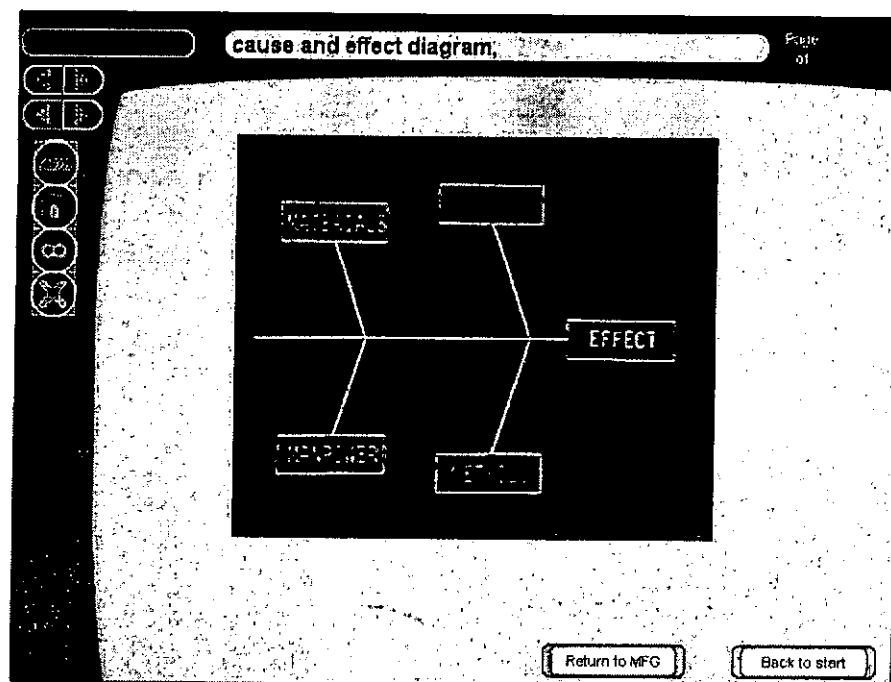 cause and effect diagram,
Page
of
MATERIALS
EFFECT
MANPOWER
Return to MFG
Back to start